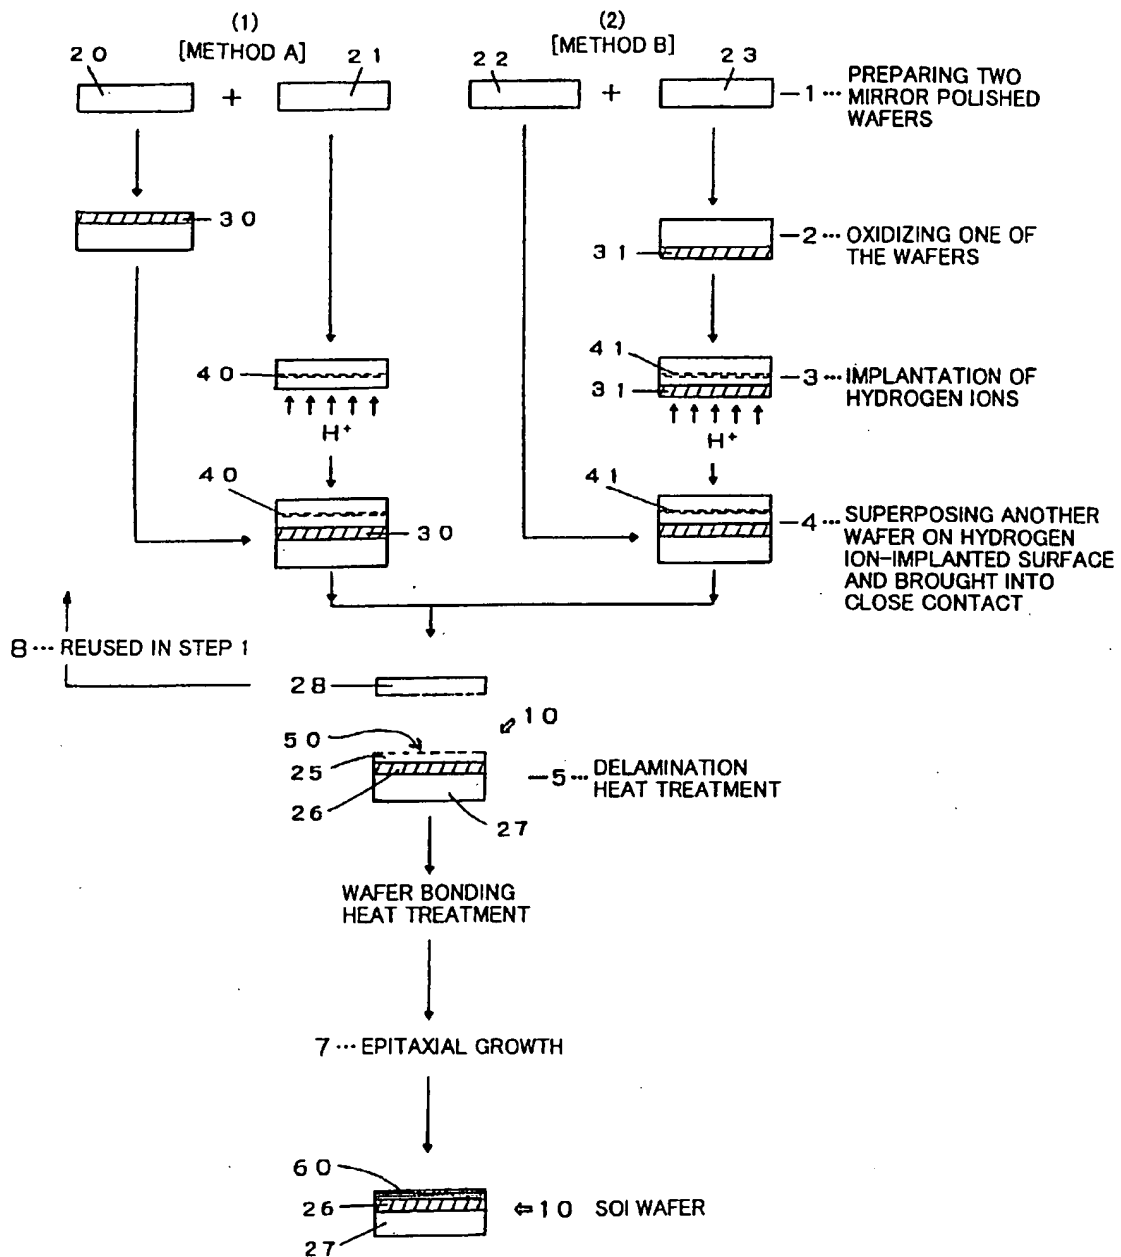 (1)
[METHOD A]
(2)
[METHOD B]
20
21
22
23
+
+
1 ··· PREPARING TWO
MIRROR POLISHED
WAFERS
30
31
2 ··· OXIDIZING ONE OF
THE WAFERS
40
41
31
3 ··· IMPLANTATION OF
HYDROGEN IONS
H+
H+
40
30
41
4 ··· SUPERPOSING ANOTHER
WAFER ON HYDROGEN
ION-IMPLANTED SURFACE
AND BROUGHT INTO
CLOSE CONTACT
8 ··· REUSED IN STEP 1
28
10
50
25
26
27
5 ··· DELAMINATION
HEAT TREATMENT
WAFER BONDING
HEAT TREATMENT
7 ··· EPITAXIAL GROWTH
60
26
27
10 SOI WAFER